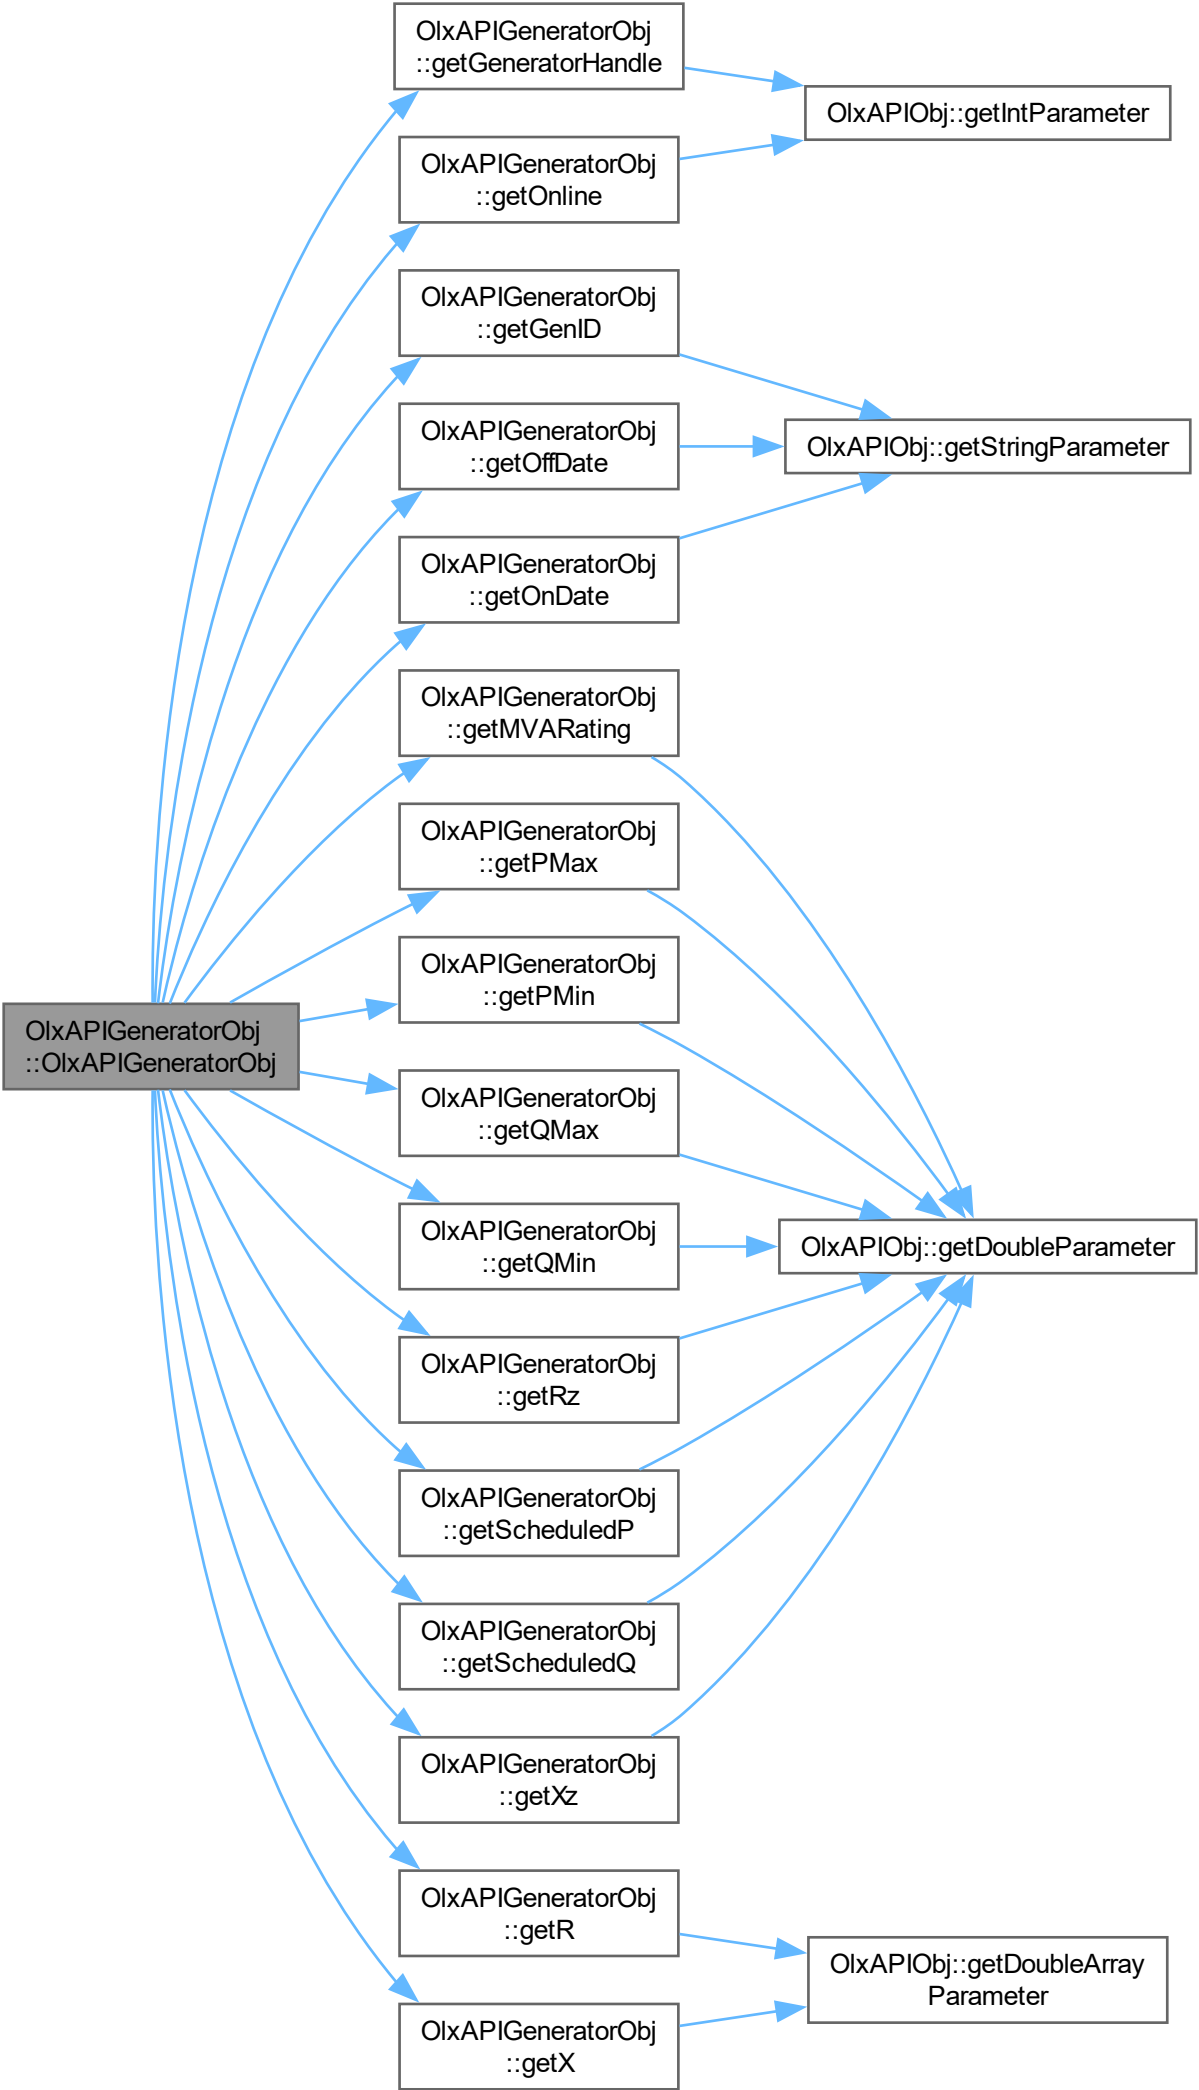 OlxAPIGeneratorObj
::getGeneratorHandle
OlxAPIObj::getIntParameter
OlxAPIGeneratorObj
::getOnline
OlxAPIGeneratorObj
::getGenID
OlxAPIGeneratorObj
::getOffDate
OlxAPIObj::getStringParameter
OlxAPIGeneratorObj
::getOnDate
OlxAPIGeneratorObj
::getMVARating
OlxAPIGeneratorObj
::getPMax
OlxAPIGeneratorObj
::getPMin
OlxAPIGeneratorObj
::OlxAPIGeneratorObj
OlxAPIGeneratorObj
::getQMax
OlxAPIGeneratorObj
::getQMin
OlxAPIObj::getDoubleParameter
OlxAPIGeneratorObj
::getRz
OlxAPIGeneratorObj
::getScheduledP
OlxAPIGeneratorObj
::getScheduledQ
OlxAPIGeneratorObj
::getXz
OlxAPIGeneratorObj
::getR
OlxAPIObj::getDoubleArray
Parameter
OlxAPIGeneratorObj
::getX